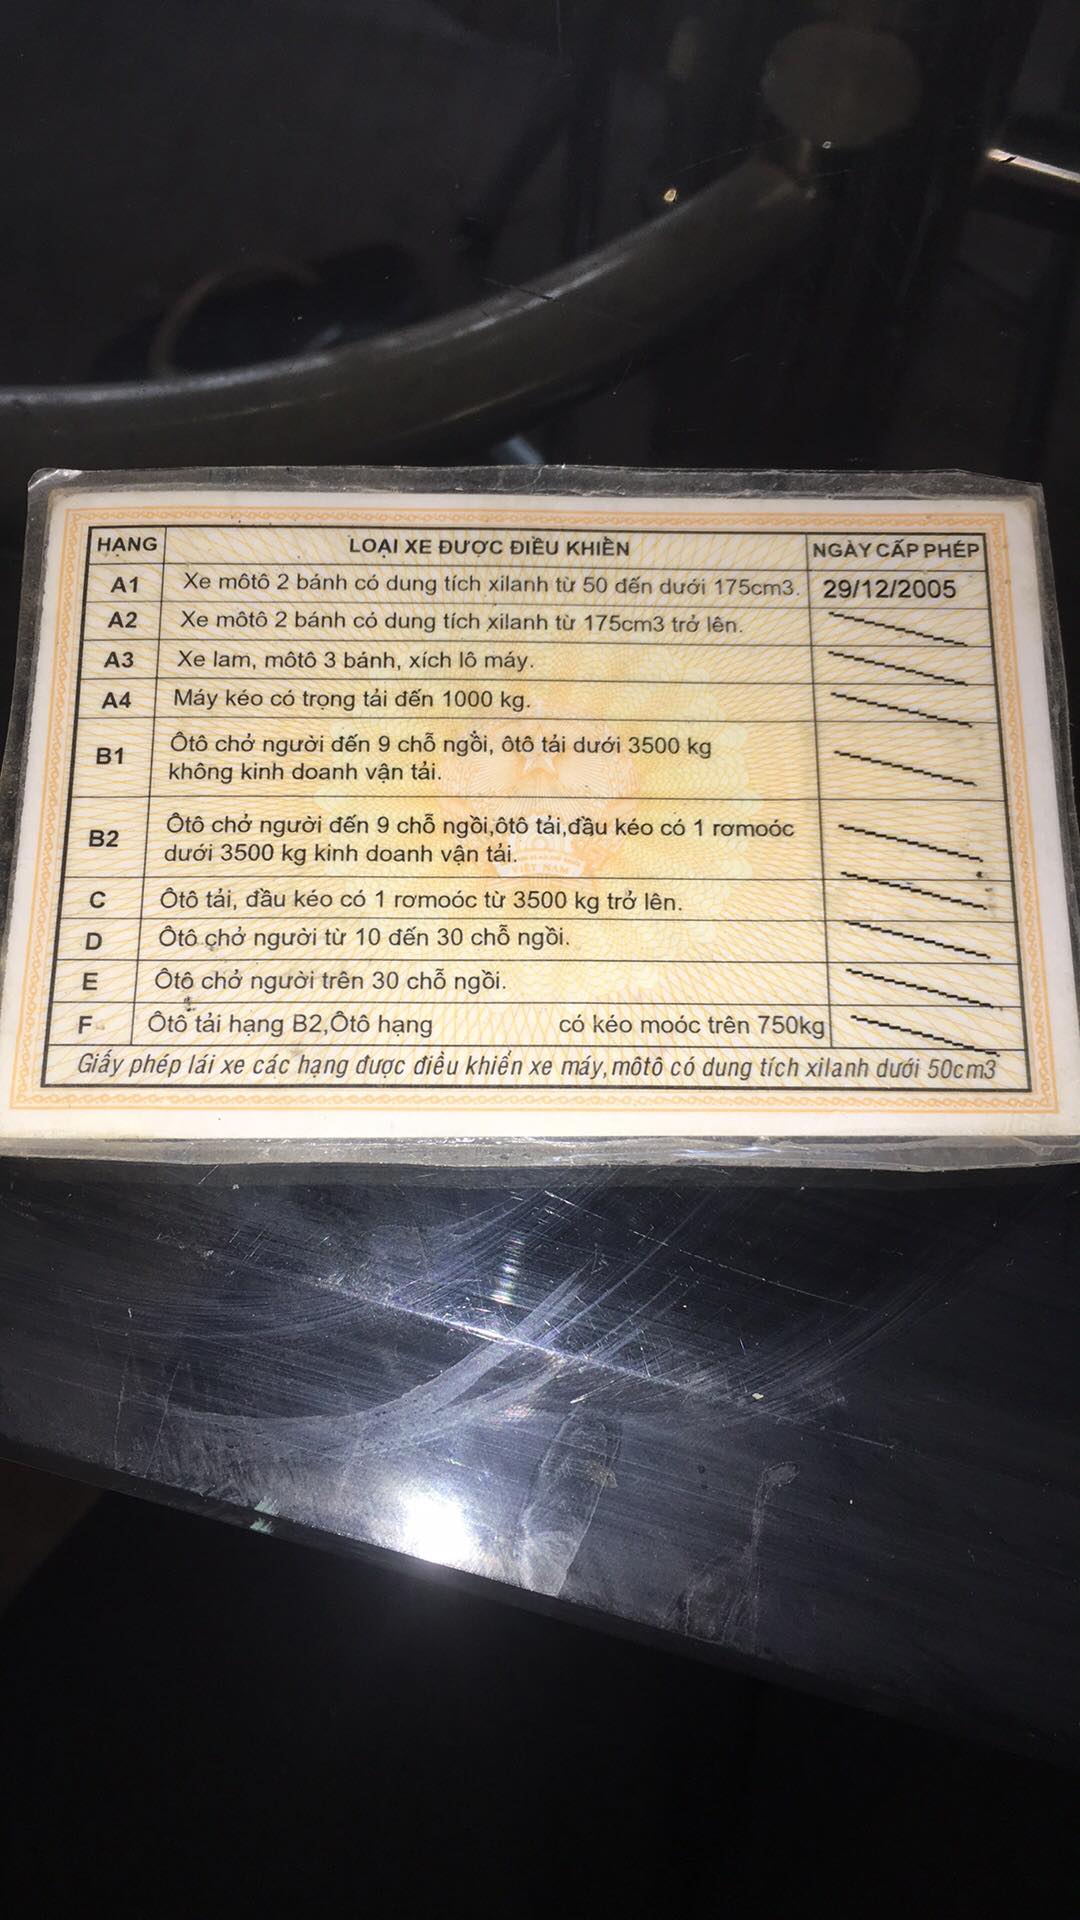 HẠNG LOẠI XE ĐƯỢC ĐIỀU KHIỂN NGÀY CẤP PHÉP
A1 Xe môtô 2 bánh có dung tích xilanh từ 50 đến dưới 175cm3. 29/12/2005
A2 Xe môtô 2 bánh có dung tích xilanh từ 175cm3 trở lên.
A3 Xe lam, môtô 3 bánh, xích lô máy.
A4 Máy kéo có trọng tải đến 1000 kg.
B1 Ôtô chở người đến 9 chỗ ngồi, ôtô tải dưới 3500 kg
không kinh doanh vận tải.
B2 Ôtô chở người đến 9 chỗ ngồi,ôtô tải,đầu kéo có 1 rơmoóc
dưới 3500 kg kinh doanh vận tải.
VIỆT NAM
C Ôtô tải, đầu kéo có 1 rơmoóc từ 3500 kg trở lên.
D Ôtô chở người từ 10 đến 30 chỗ ngồi.
E Ôtô chở người trên 30 chỗ ngồi.
F Ôtô tải hạng B2,Ôtô hạng có kéo moóc trên 750kg
Giấy phép lái xe các hạng được điều khiển xe máy,môtô có dung tích xilanh dưới 50cm3